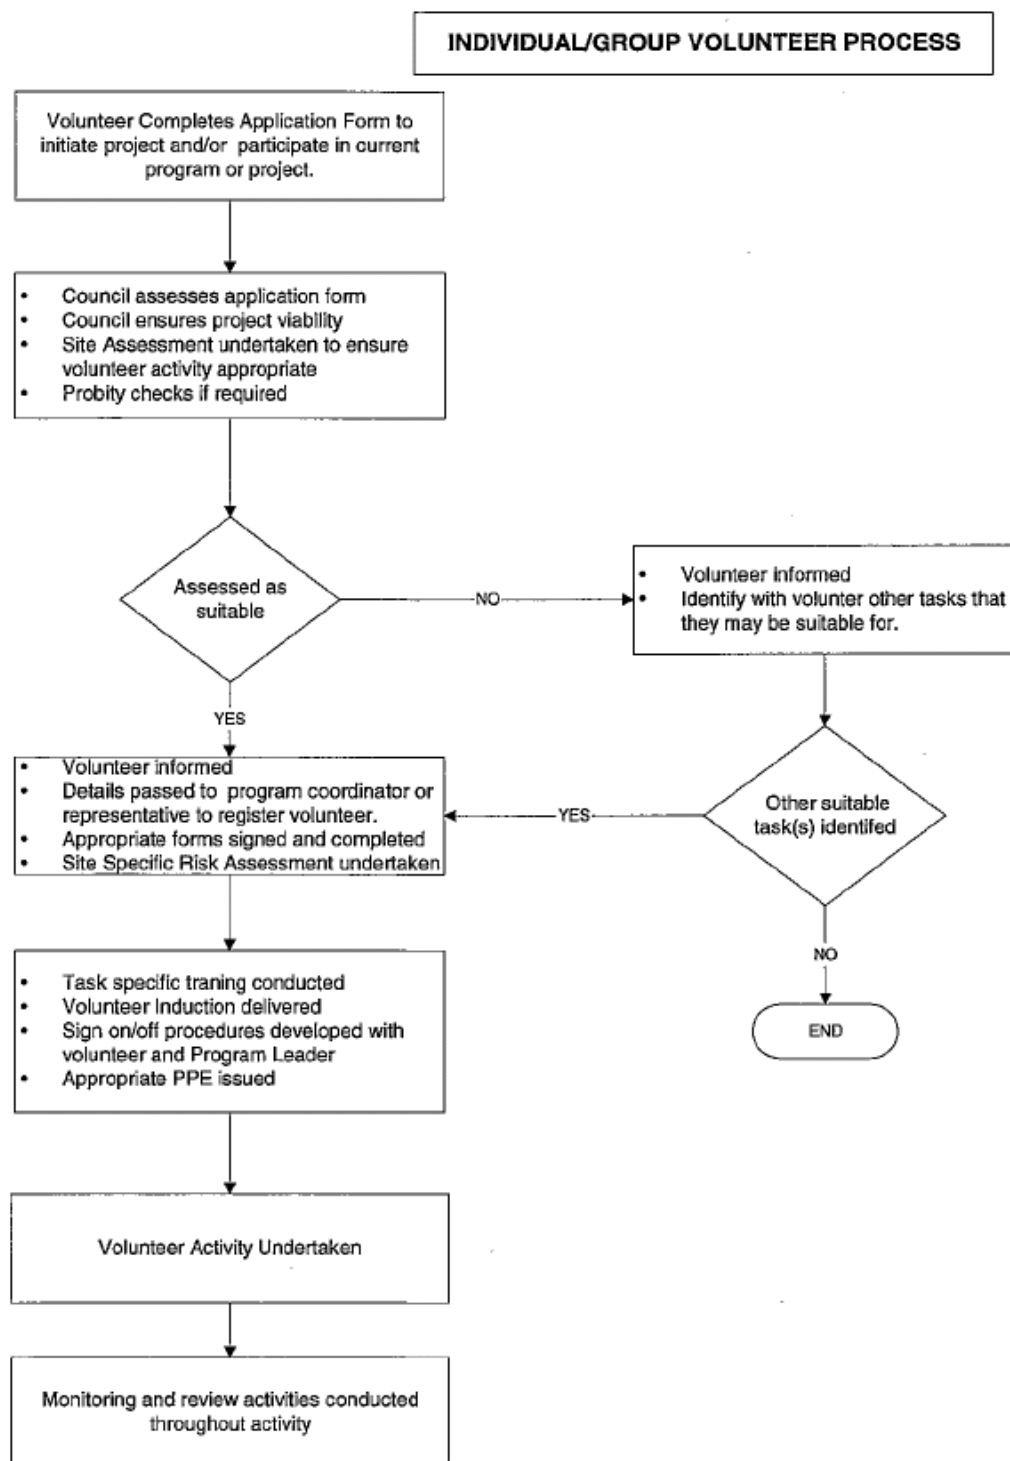 INDIVIDUAL/GROUP VOLUNTEER PROCESS
Volunteer Completes Application Form to
initiate project and/or participate in current
program or project.
• Council assesses application form
• Council ensures project viability
• Site Assessment undertaken to ensure
volunteer activity appropriate
• Probity checks if required
Assessed as
suitable
NO
• Volunteer informed
• Identify with volunter other tasks that
they may be suitable for.
YES
• Volunteer informed
• Details passed to program coordinator or
representative to register volunteer.
• Appropriate forms signed and completed
• Site Specific Risk Assessment undertaken
YES
Other suitable
task(s) identifed
NO
END
• Task specific traning conducted
• Volunteer Induction delivered
• Sign on/off procedures developed with
volunteer and Program Leader
• Appropriate PPE issued
Volunteer Activity Undertaken
Monitoring and review activities conducted
throughout activity